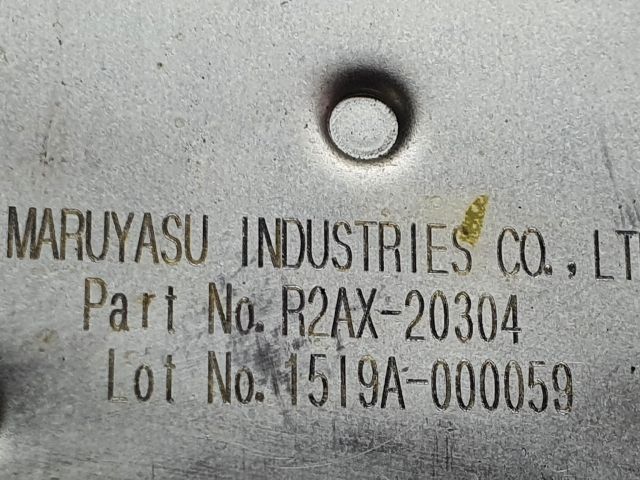 MARUYASU INDUSTRIES CO., LT
Part No. R2AX-20304
Lot No. 1519A-000059